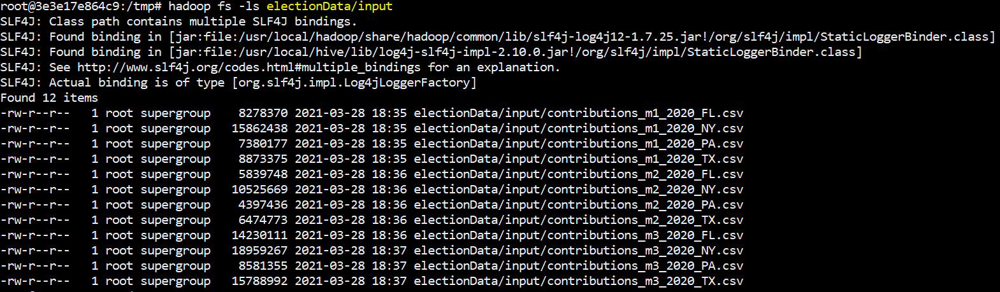 root@3e3e17e864c9:/tmp# hadoop fs -ls electionData/input
SLF4J: Class path contains multiple SLF4J bindings.
SLF4J: Found binding in [jar:file:/usr/local/hadoop/share/hadoop/common/lib/slf4j-log4j12-1.7.25.jar!/org/slf4j/impl/StaticLoggerBinder.class]
SLF4J: Found binding in [jar:file:/usr/local/hive/lib/log4j-slf4j-impl-2.10.0.jar!/org/slf4j/impl/StaticLoggerBinder.class]
SLF4J: See http://www.slf4j.org/codes.html#multiple_bindings for an explanation.
SLF4J: Actual binding is of type [org.slf4j.impl.Log4jLoggerFactory]
Found 12 items
-rw-r--r--   1 root supergroup    8278370 2021-03-28 18:35 electionData/input/contributions_m1_2020_FL.csv
-rw-r--r--   1 root supergroup   15862438 2021-03-28 18:35 electionData/input/contributions_m1_2020_NY.csv
-rw-r--r--   1 root supergroup    7380177 2021-03-28 18:35 electionData/input/contributions_m1_2020_PA.csv
-rw-r--r--   1 root supergroup    8873375 2021-03-28 18:35 electionData/input/contributions_m1_2020_TX.csv
-rw-r--r--   1 root supergroup    5839748 2021-03-28 18:36 electionData/input/contributions_m2_2020_FL.csv
-rw-r--r--   1 root supergroup   10525669 2021-03-28 18:36 electionData/input/contributions_m2_2020_NY.csv
-rw-r--r--   1 root supergroup    4397436 2021-03-28 18:36 electionData/input/contributions_m2_2020_PA.csv
-rw-r--r--   1 root supergroup    6474773 2021-03-28 18:36 electionData/input/contributions_m2_2020_TX.csv
-rw-r--r--   1 root supergroup   14230111 2021-03-28 18:36 electionData/input/contributions_m3_2020_FL.csv
-rw-r--r--   1 root supergroup   18959267 2021-03-28 18:37 electionData/input/contributions_m3_2020_NY.csv
-rw-r--r--   1 root supergroup    8581355 2021-03-28 18:37 electionData/input/contributions_m3_2020_PA.csv
-rw-r--r--   1 root supergroup   15788992 2021-03-28 18:37 electionData/input/contributions_m3_2020_TX.csv